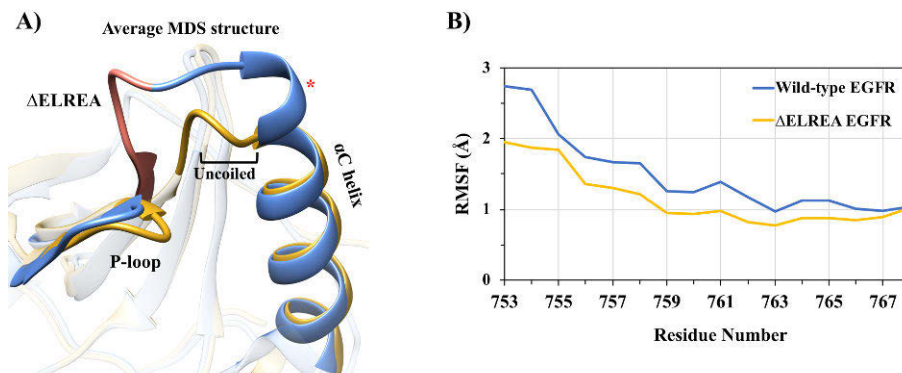 A)
Average MDS structure
*
ΔELREA
Uncoiled
αC helix
P-loop
B)
3
2
1
0
RMSF (Å)
Wild-type EGFR
ΔELREA EGFR
753 755 757 759 761 763 765 767
Residue Number